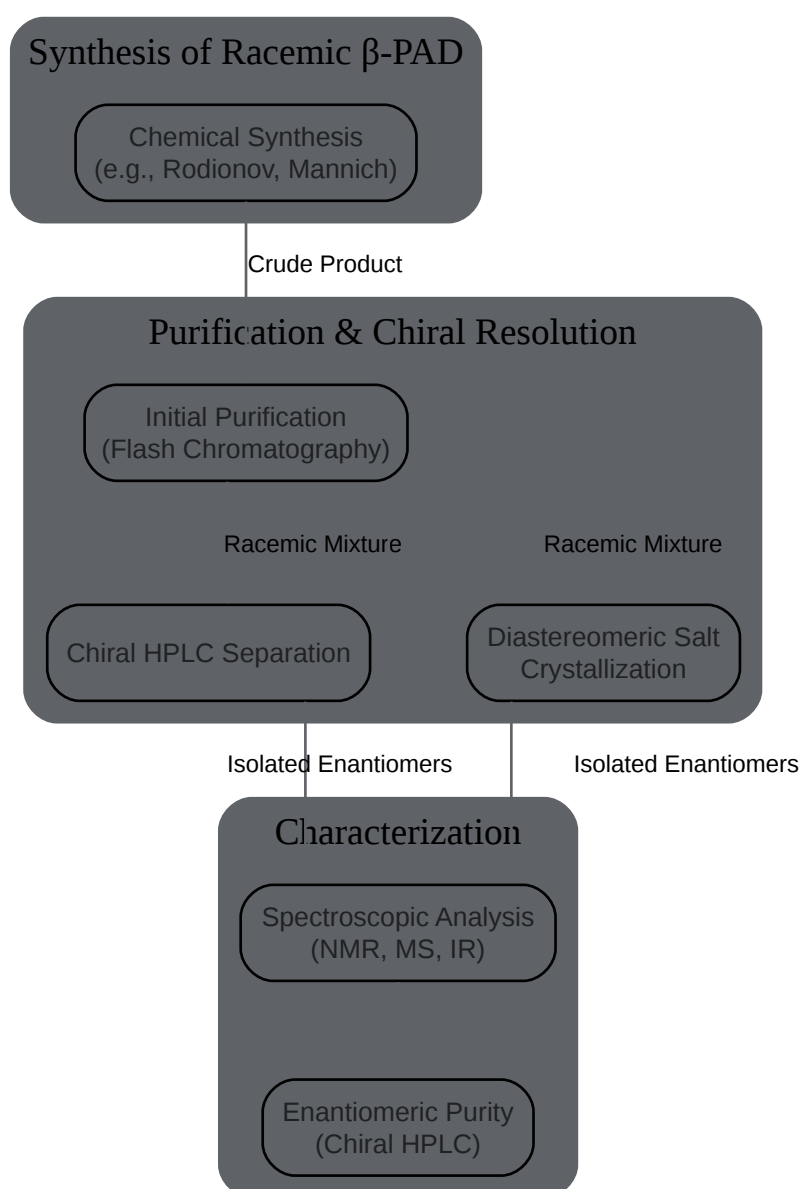 Synthesis of Racemic β-PAD
Chemical Synthesis
(e.g., Rodionov, Mannich)
Crude Product
Purification & Chiral Resolution
Initial Purification
(Flash Chromatography)
Racemic Mixture
Racemic Mixture
Chiral HPLC Separation
Diastereomeric Salt
Crystallization
Isolated Enantiomers
Isolated Enantiomers
Characterization
Spectroscopic Analysis
(NMR, MS, IR)
Enantiomeric Purity
(Chiral HPLC)